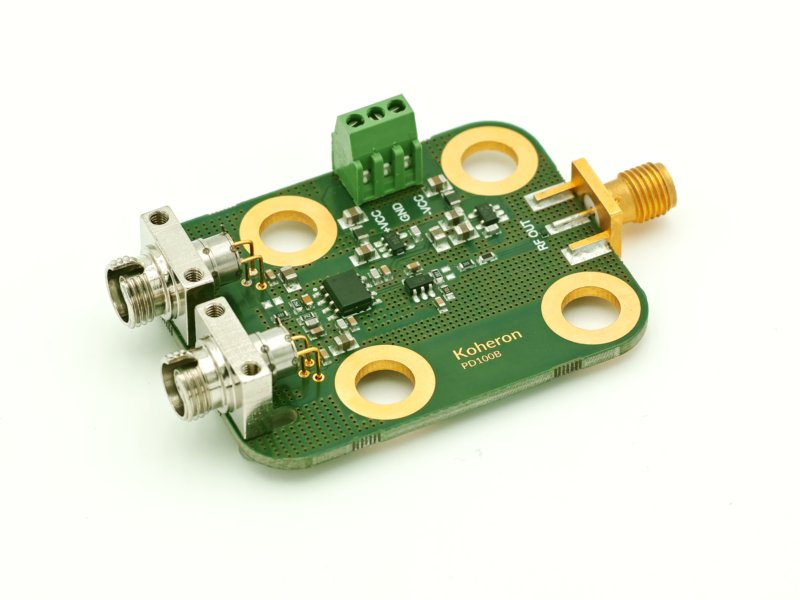 +VCC
GND
-VCC
RF OUT
Koheron
PD100B